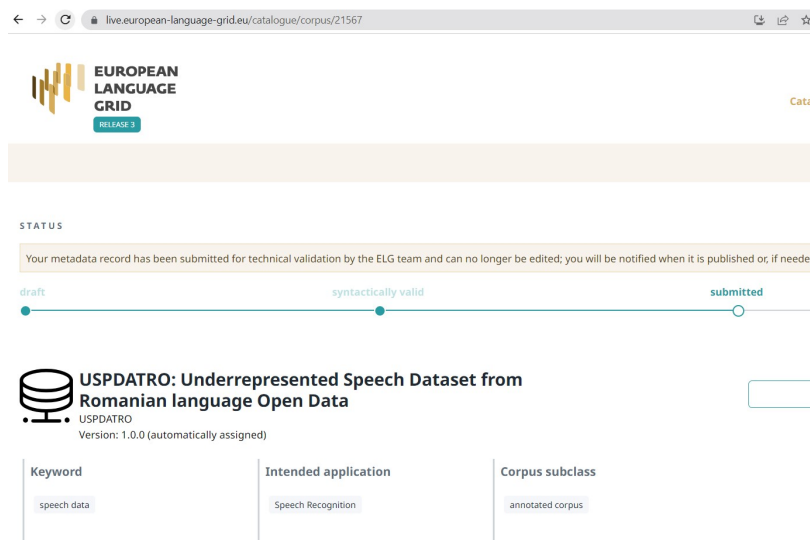 live.european-language-grid.eu/catalogue/corpus/21567
EUROPEAN
LANGUAGE
GRID
RELEASE 3
STATUS
Your metadata record has been submitted for technical validation by the ELG team and can no longer be edited; you will be notified when it is published or, if
draft syntactically valid submitted
USPDATRO: Underrepresented Speech Dataset from
Romanian language Open Data
USPDATRO
Version: 1.0.0 (automatically assigned)
Keyword Intended application Corpus subclass
speech data Speech Recognition annotated corpus